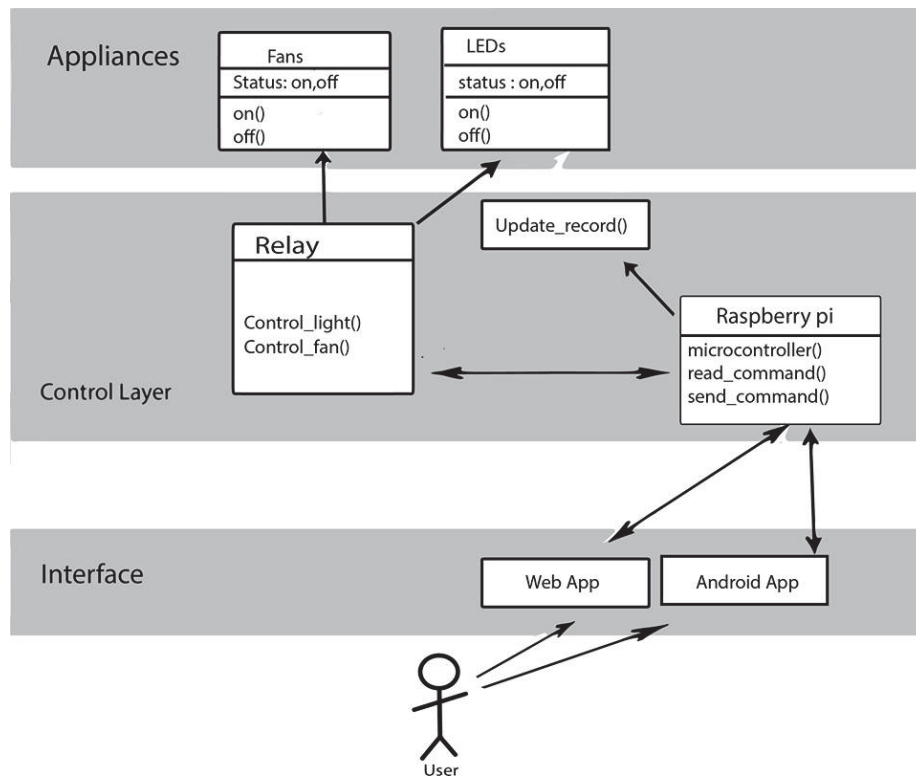 Appliances
Fans
Status: on,off
on()
off()
LEDs
status : on,off
on()
off()
Control Layer
Relay
Control_light()
Control_fan()
Update_record()
Raspberry pi
microcontroller()
read_command()
send_command()
Interface
Web App
Android App
User